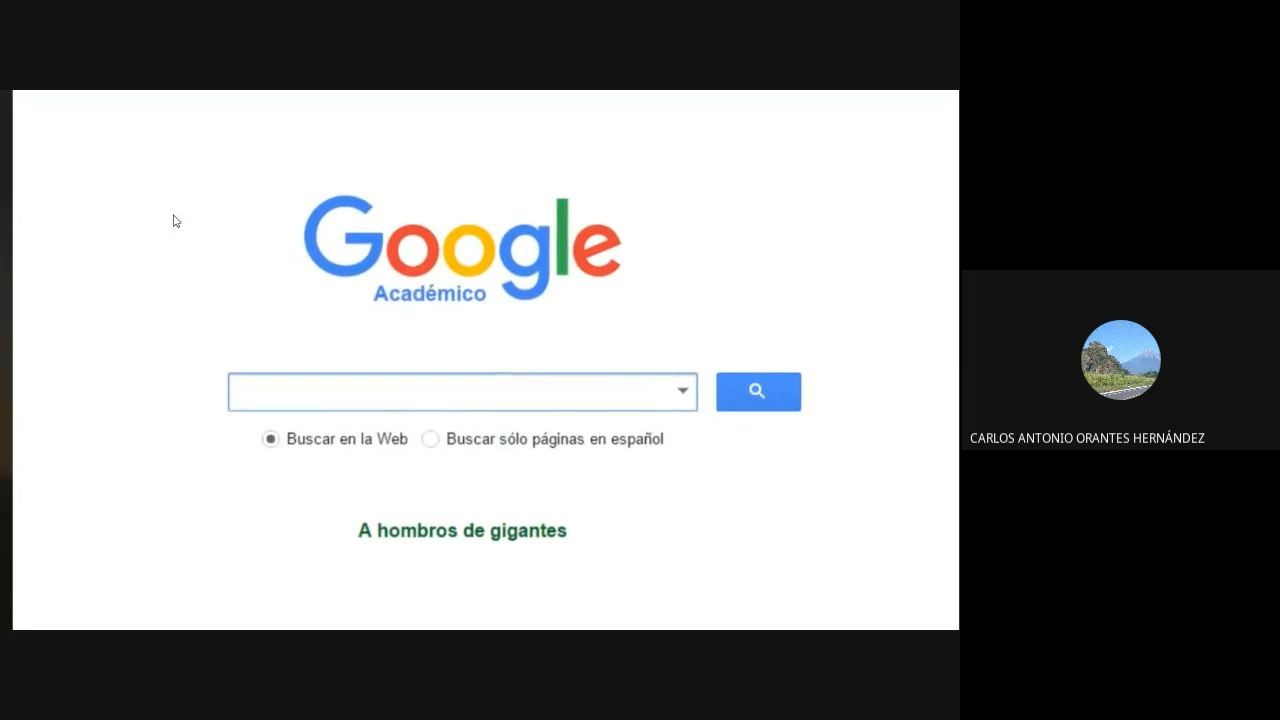 Google
Académico
Buscar en la Web Buscar sólo páginas en español
A hombros de gigantes
CARLOS ANTONIO ORANTES HERNÁNDEZ